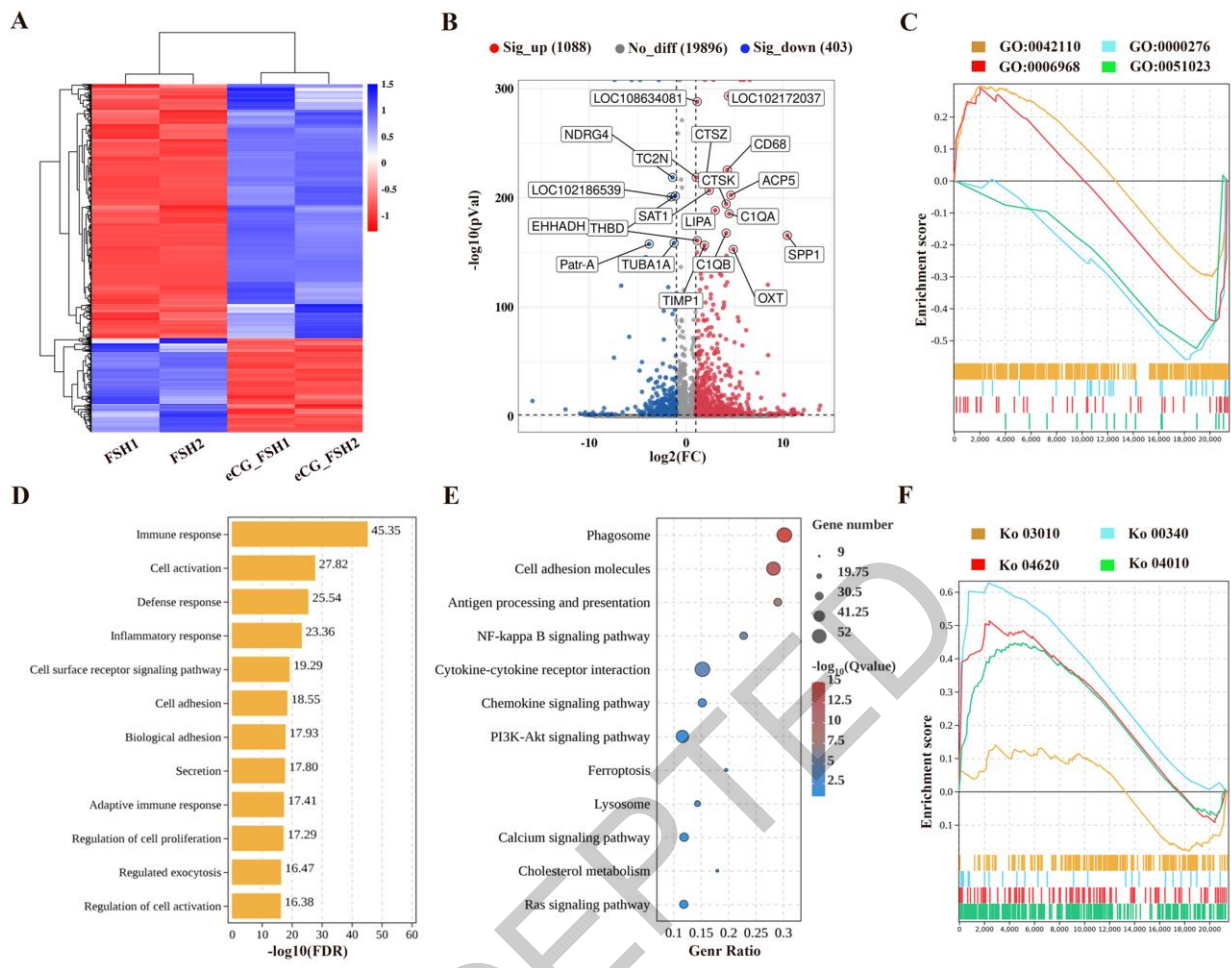 A
1.5
1
0.5
0
-0.5
-1
FSH1
FSH2
eCG_FSH1
eCG_FSH2
B
Sig_up (1088) No_diff (19896) Sig_down (403)
300
200
100
0
-log10(pVal)
LOC108634081
LOC102172037
NDRG4
CTSZ
TC2N
CD68
CTSK
ACP5
LOC102186539
SAT1
LIPA
C1QA
EHHADH
THBD
SPP1
Patr-A
TUBA1A
C1QB
TIMP1
OXT
-10 0 10
log2(FC)
C
GO:0042110 GO:0000276
GO:0006968 GO:0051023
0.2
0.1
0.0
-0.1
-0.2
-0.3
-0.4
-0.5
Enrichment score
0 2,000 4,000 6,000 8,000 10,000 12,000 14,000 16,000 18,000 20,000
D
Immune response 45.35
Cell activation 27.82
Defense response 25.54
Inflammatory response 23.36
Cell surface receptor signaling pathway 19.29
Cell adhesion 18.55
Biological adhesion 17.93
Secretion 17.80
Adaptive immune response 17.41
Regulation of cell proliferation 17.29
Regulated exocytosis 16.47
Regulation of cell activation 16.38
0 10 20 30 40 50 60
-log10(FDR)
E
Phagosome
Cell adhesion molecules
Antigen processing and presentation
NF-kappa B signaling pathway
Cytokine-cytokine receptor interaction
Chemokine signaling pathway
PI3K-Akt signaling pathway
Ferroptosis
Lysosome
Calcium signaling pathway
Cholesterol metabolism
Ras signaling pathway
0.1 0.15 0.2 0.25 0.3
Genr Ratio
Gene number
9
19.75
30.5
41.25
52
-log10(Qvalue)
15
12.5
10
7.5
5
2.5
F
Ko 03010 Ko 00340
Ko 04620 Ko 04010
0.6
0.5
0.4
0.3
0.2
0.1
0.0
-0.1
Enrichment score
0 2,000 4,000 6,000 8,000 10,000 12,000 14,000 16,000 18,000 20,000